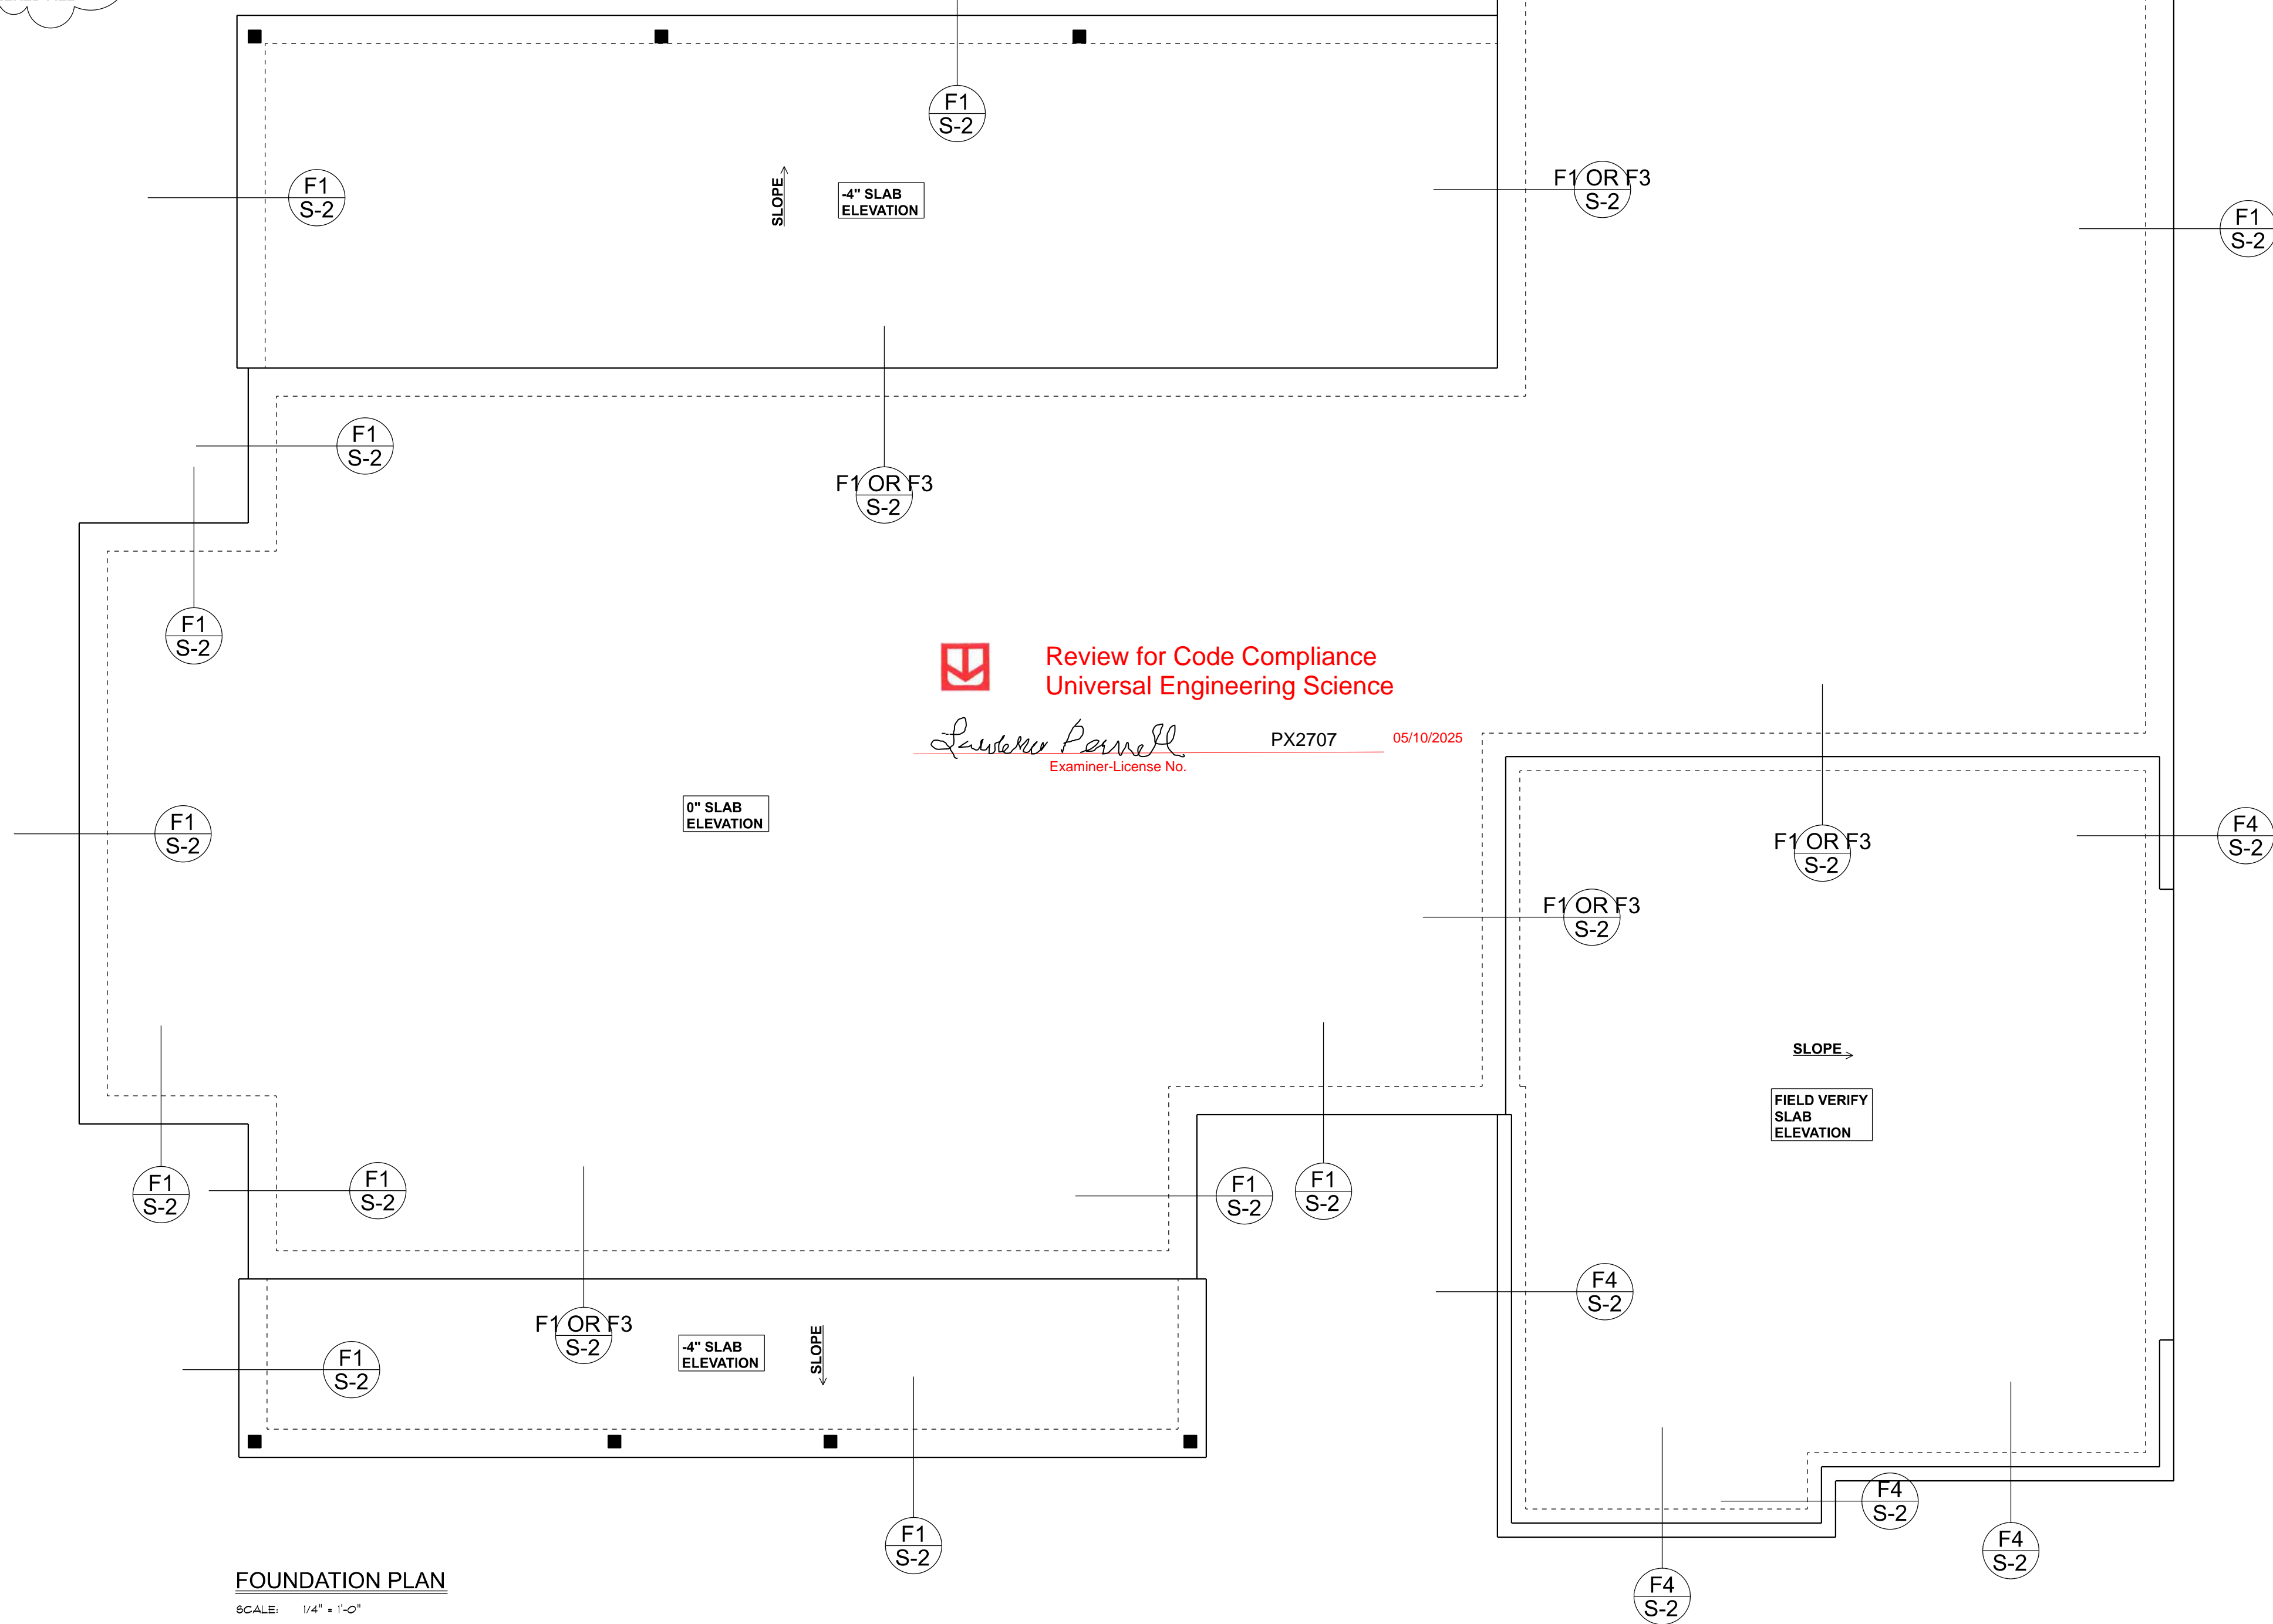 F1
S-2
F1
S-2
SLOPE
-4" SLAB
ELEVATION
F1 OR F3
S-2
F1
S-2
F1
S-2
F1 OR F3
S-2
F1
S-2
Review for Code Compliance
Universal Engineering Science
Lawrence Pernell
PX2707
05/10/2025
Examiner-License No.
0" SLAB
ELEVATION
F1
S-2
F1 OR F3
S-2
F4
S-2
F1 OR F3
S-2
SLOPE
FIELD VERIFY
SLAB
ELEVATION
F1
S-2
F1
S-2
F1
S-2
F1
S-2
F4
S-2
F1 OR F3
S-2
-4" SLAB
ELEVATION
SLOPE
F1
S-2
F4
S-2
F1
S-2
F4
S-2
F4
S-2
FOUNDATION PLAN
SCALE: 1/4" = 1'-0"